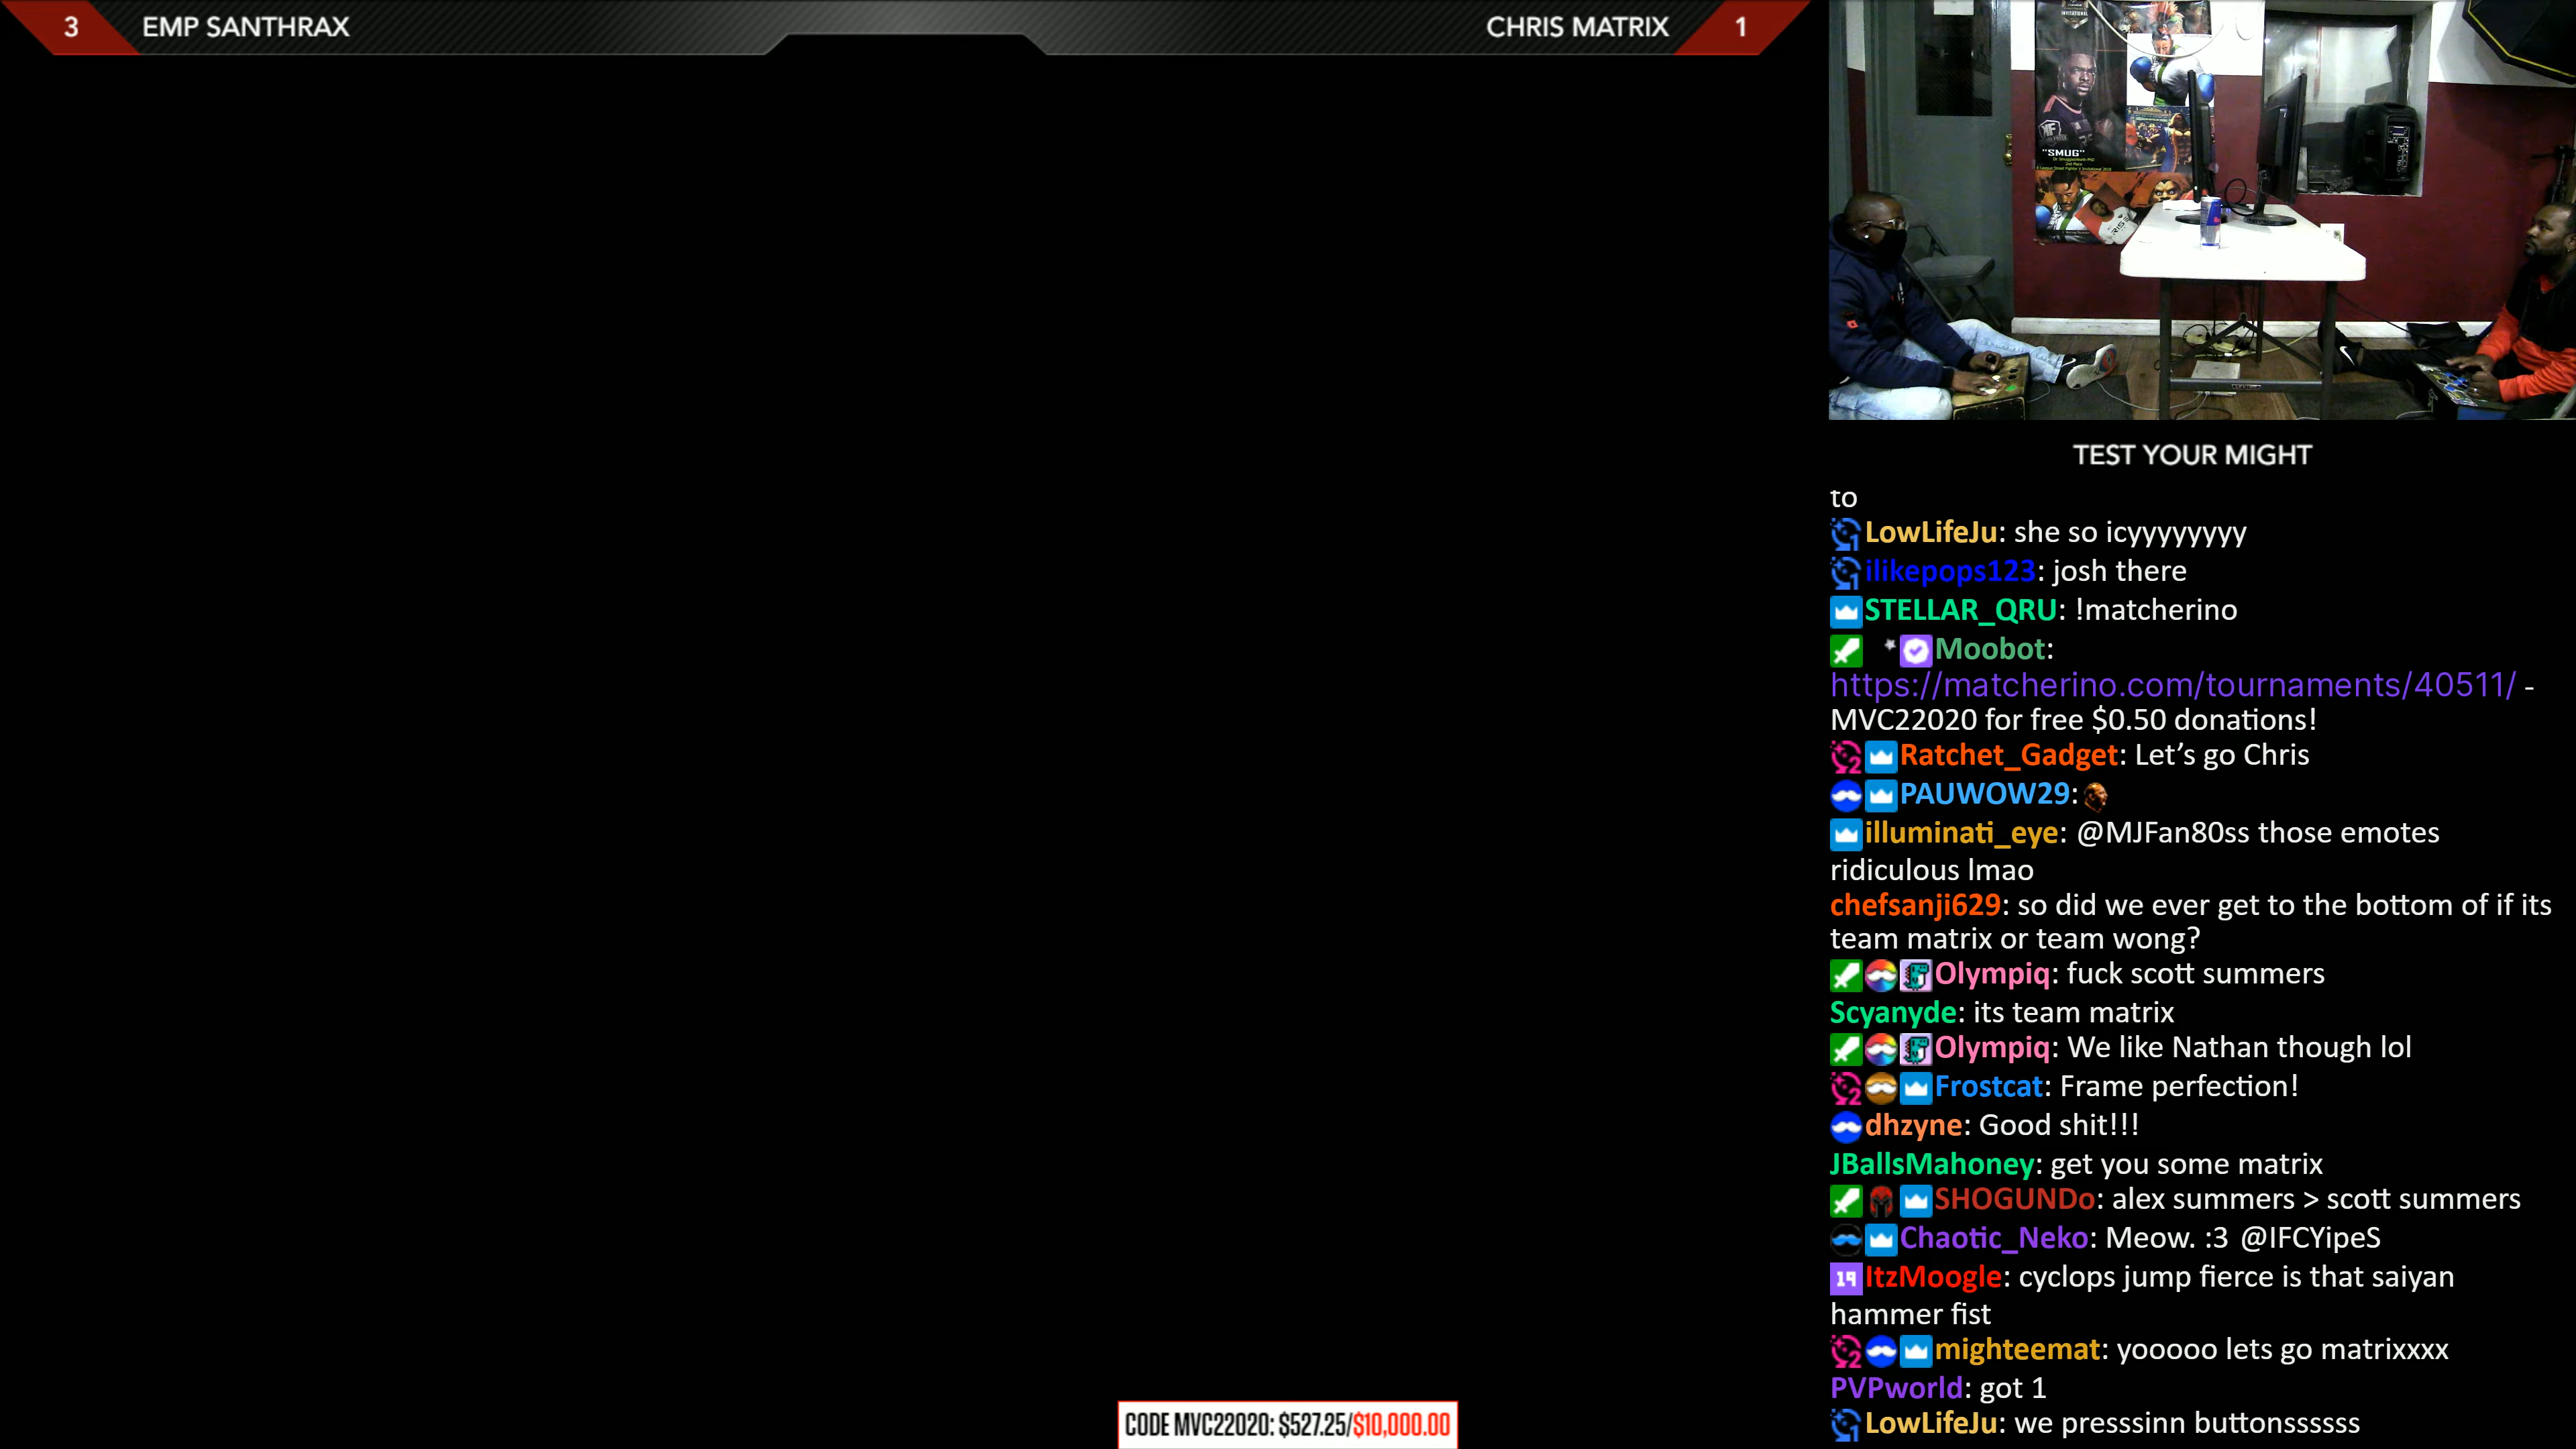 3 EMP SANTHRAX CHRIS MATRIX 1
"SMUG"
TEST YOUR MIGHT
to
LowLifeJu: she so icyyyyyyyy
ilikepops123: josh there
STELLAR_QRU: !matcherino
Moobot:
https://matcherino.com/tournaments/40511/ -
MVC22020 for free $0.50 donations!
Ratchet_Gadget: Let’s go Chris
PAUWOW29:
illuminati_eye: @MJFan80ss those emotes
ridiculous lmao
chefsanji629: so did we ever get to the bottom of if its
team matrix or team wong?
Olympiq: fuck scott summers
Scyanyde: its team matrix
Olympiq: We like Nathan though lol
Frostcat: Frame perfection!
dhzyne: Good shit!!!
JBallsMahoney: get you some matrix
SHOGUNDo: alex summers > scott summers
Chaotic_Neko: Meow. :3 @IFCYipeS
19 ItzMoogle: cyclops jump fierce is that saiyan
hammer fist
mighteemat: yooooo lets go matrixxxx
PVPworld: got 1
LowLifeJu: we presssinn buttonssssss
CODE MVC22020: $527.25/$10,000.00